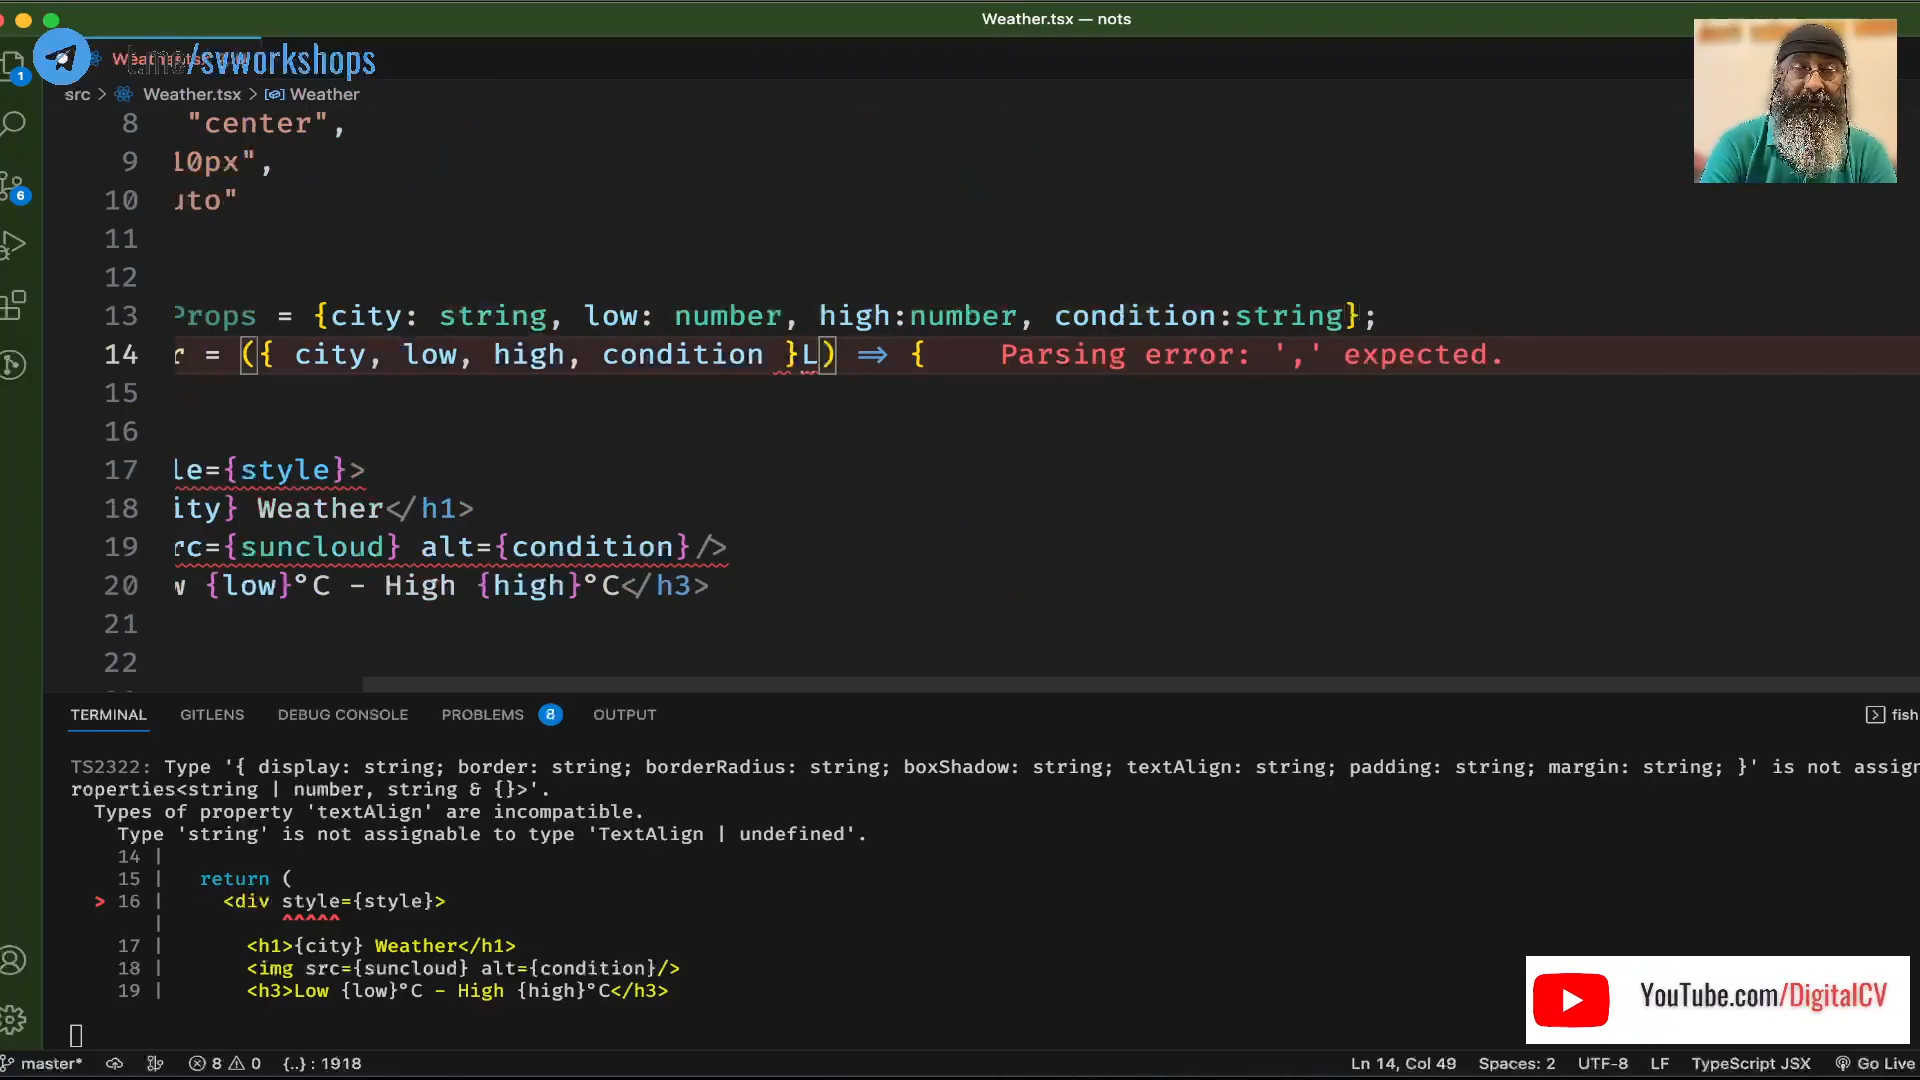 Weather.tsx — nots
t.me/svworkshops
Weather.tsx
1
src > Weather.tsx > Weather
8 "center",
9 10px",
10 uto"
11
12
13 Props = {city: string, low: number, high:number, condition:string};
14 r = ({ city, low, high, condition }L) => { Parsing error: ',' expected.
15
16
17 le={style}>
18 ity} Weather</h1>
19 rc={suncloud} alt={condition}/>
20 w {low}°C - High {high}°C</h3>
21
22
6
TERMINAL GITLENS DEBUG CONSOLE PROBLEMS 8 OUTPUT
fish
TS2322: Type '{ display: string; border: string; borderRadius: string; boxShadow: string; textAlign: string; padding: string; margin: string; }' is not assign
roperties<string | number, string & {}>'.
Types of property 'textAlign' are incompatible.
Type 'string' is not assignable to type 'TextAlign | undefined'.
14 |
15 | return (
> 16 | <div style={style}>
| ^^^^^
17 | <h1>{city} Weather</h1>
18 | <img src={suncloud} alt={condition}/>
19 | <h3>Low {low}°C - High {high}°C</h3>
YouTube.com/DigitalCV
master* 8 0 {..} : 1918 Ln 14, Col 49 Spaces: 2 UTF-8 LF TypeScript JSX Go Live